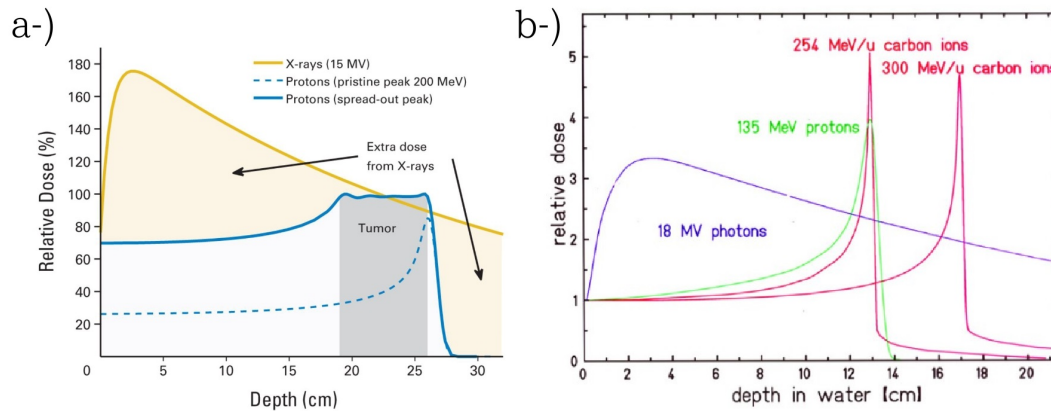 a-)
X-rays (15 MV)
Protons (pristine peak 200 MeV)
Protons (spread-out peak)
Extra dose
from X-rays
Tumor
Relative Dose (%)
180
160
140
120
100
80
60
40
20
0
5
10
15
20
25
30
Depth (cm)
b-)
254 MeV/u carbon ions
300 MeV/u carbon ions
135 MeV protons
18 MV photons
relative dose
5
4
3
2
1
0
0 2 4 6 8 10 12 14 16 18 20
depth in water [cm]